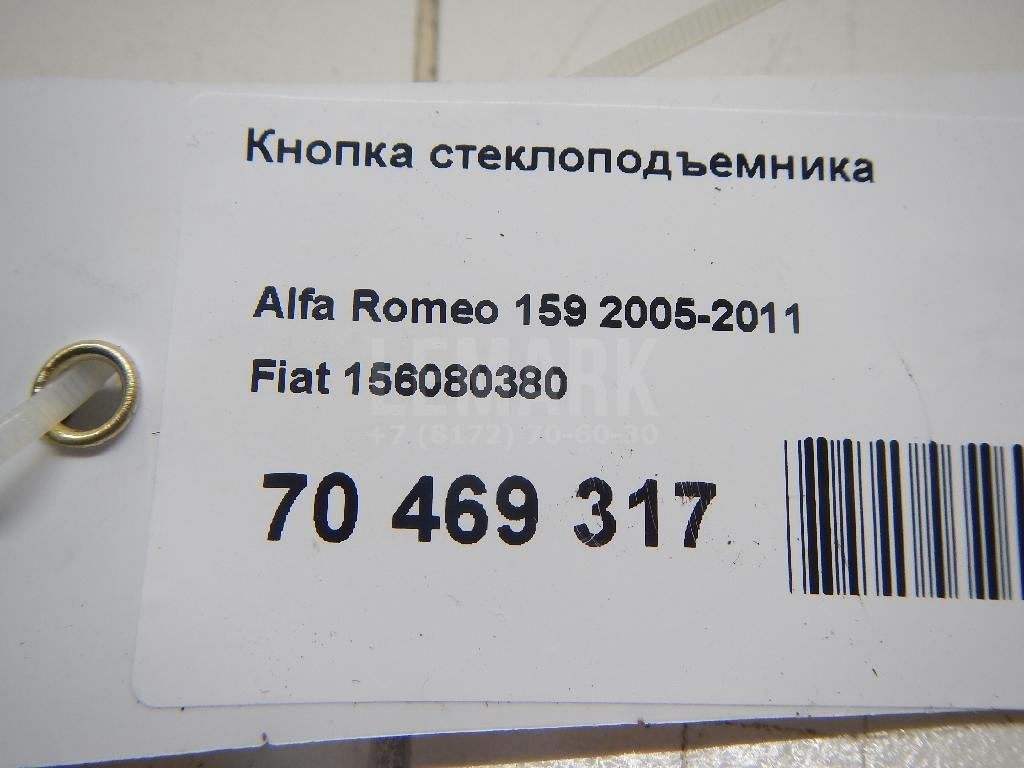 Кнопка стеклоподъемника
Alfa Romeo 159 2005-2011
LEMARK
Fiat 156080380
+7 (8172) 70-60-30
70 469 317